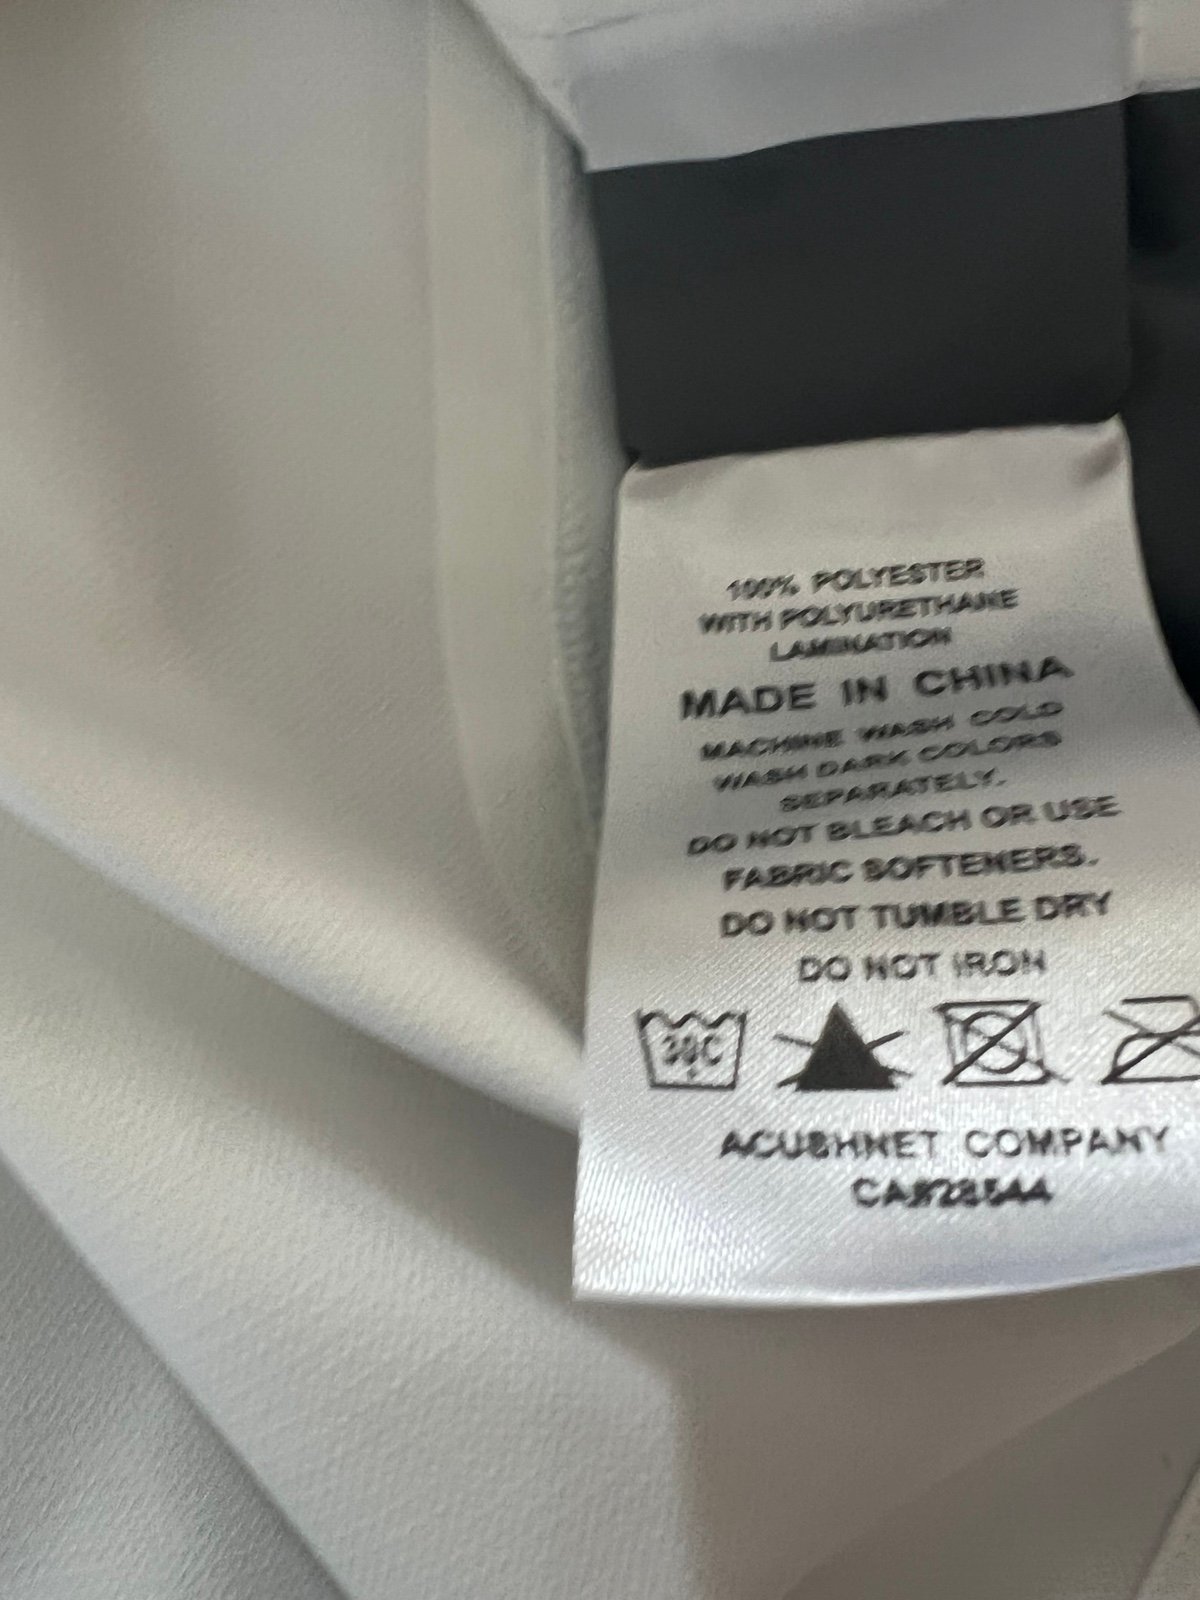 100% POLYESTER
WITH POLYURETHANE
LAMINATION
MADE IN CHINA
MACHINE WASH COLD
WASH DARK COLORS
SEPARATELY.
DO NOT BLEACH OR USE
FABRIC SOFTENERS.
DO NOT TUMBLE DRY
DO NOT IRON
30C
ACUSHNET COMPANY